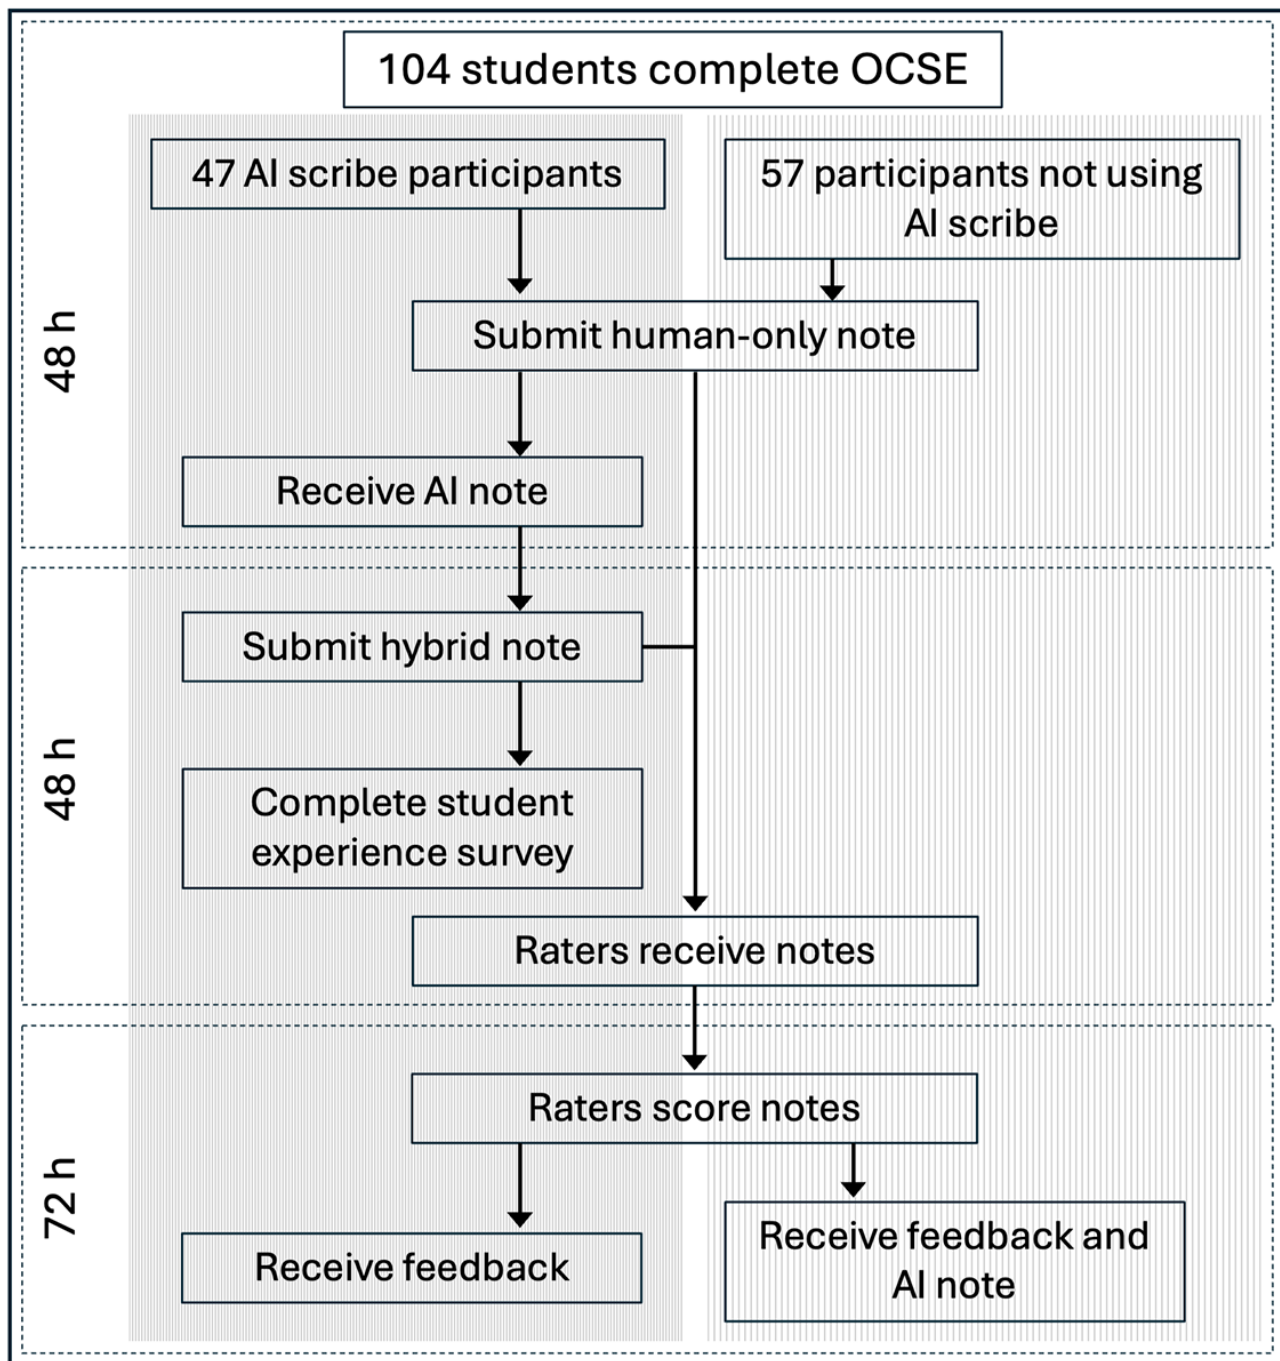 104 students complete OCSE
47 AI scribe participants
57 participants not using
AI scribe
48 h
Submit human-only note
Receive AI note
48 h
Submit hybrid note
Complete student
experience survey
Raters receive notes
72 h
Raters score notes
Receive feedback
Receive feedback and
AI note